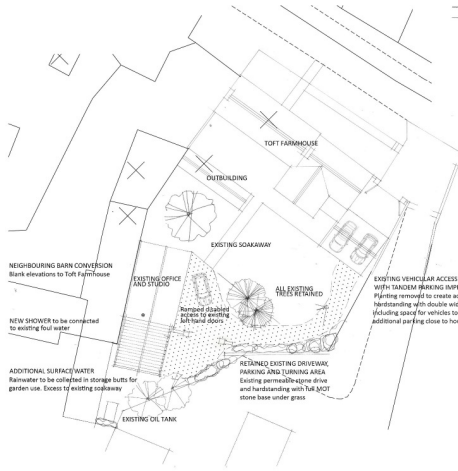 TOFT FARMHOUSE
OUTBUILDING
EXISTING SOAKAWAY
NEIGHBOURING BARN CONVERSION
Blank elevations to Toft Farmhouse
EXISTING OFFICE
AND STUDIO
Ramped disabled
access to existing
left hand doors
ALL EXISTING
TREES RETAINED
EXISTING VEHICULAR ACCESS
WITH TANDEM PARKING
Planting removed to create
hardstanding with double
including space for vehicles to
additional parking close to
NEW SHOWER to be connected
to existing foul water
ADDITIONAL SURFACE WATER
Rainwater to be collected in storage butts for
garden use. Excess to existing soakaway
RETAINED EXISTING DRIVEWAY,
PARKING AND TURNING AREA
Existing permeable stone drive
and hardstanding with full MOT
stone base under grass
EXISTING OIL TANK